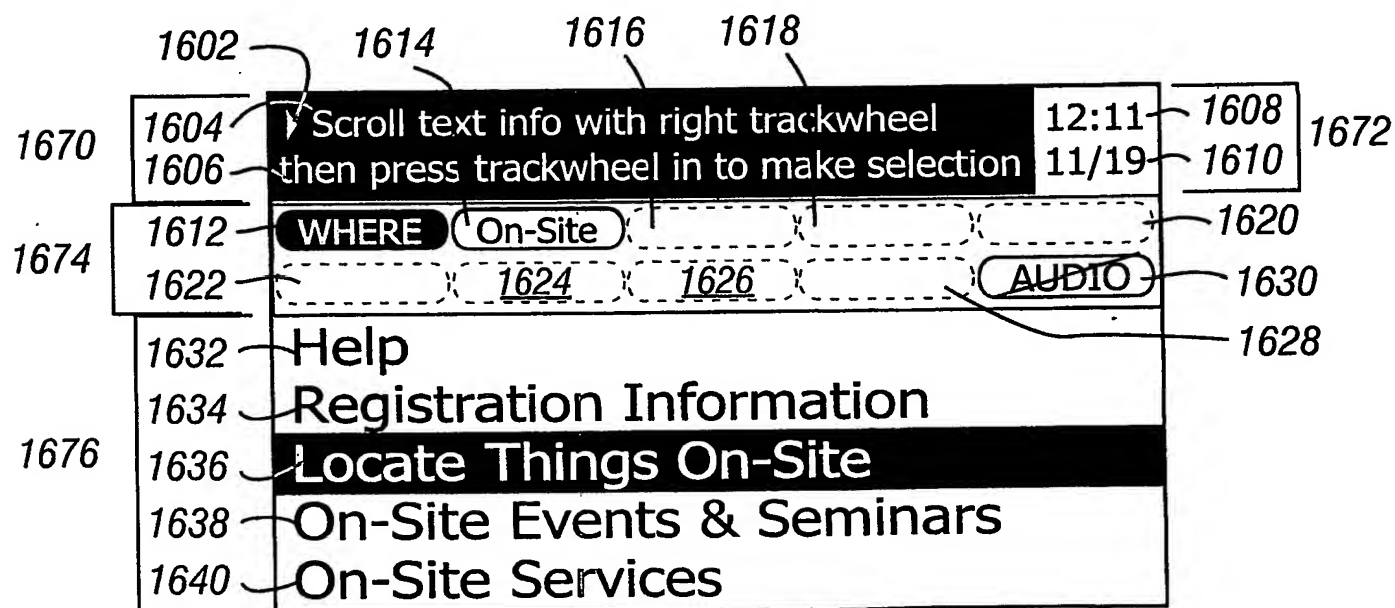 1602 1614 1616 1618
1670 1604 Scroll text info with right trackwheel 12:11 1608 1672
1606 then press trackwheel in to make selection 11/19 1610
1674 1612 WHERE On-Site 1620
1622 1624 1626 AUDIO 1630
1628
1632 Help
1634 Registration Information
1676 1636 Locate Things On-Site
1638 On-Site Events & Seminars
1640 On-Site Services